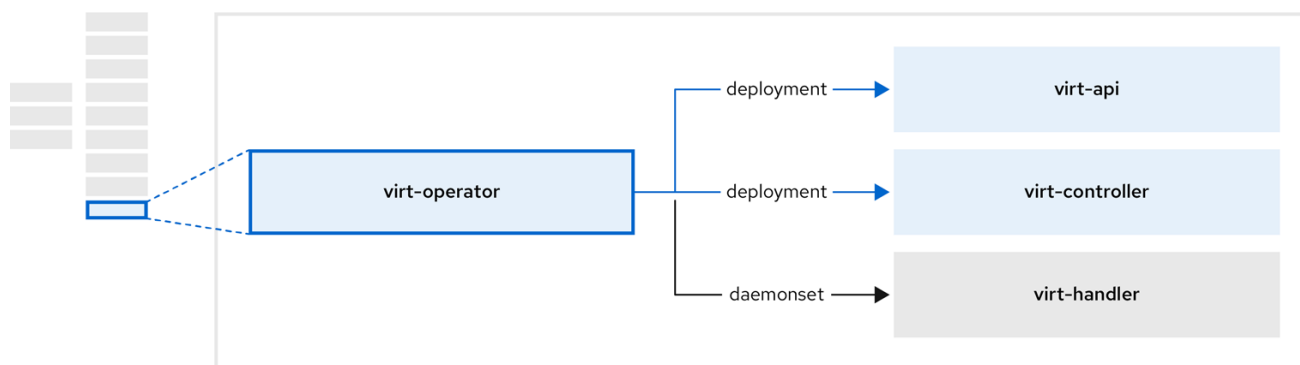 deployment
virt-api
virt-operator
deployment
virt-controller
daemonset
virt-handler